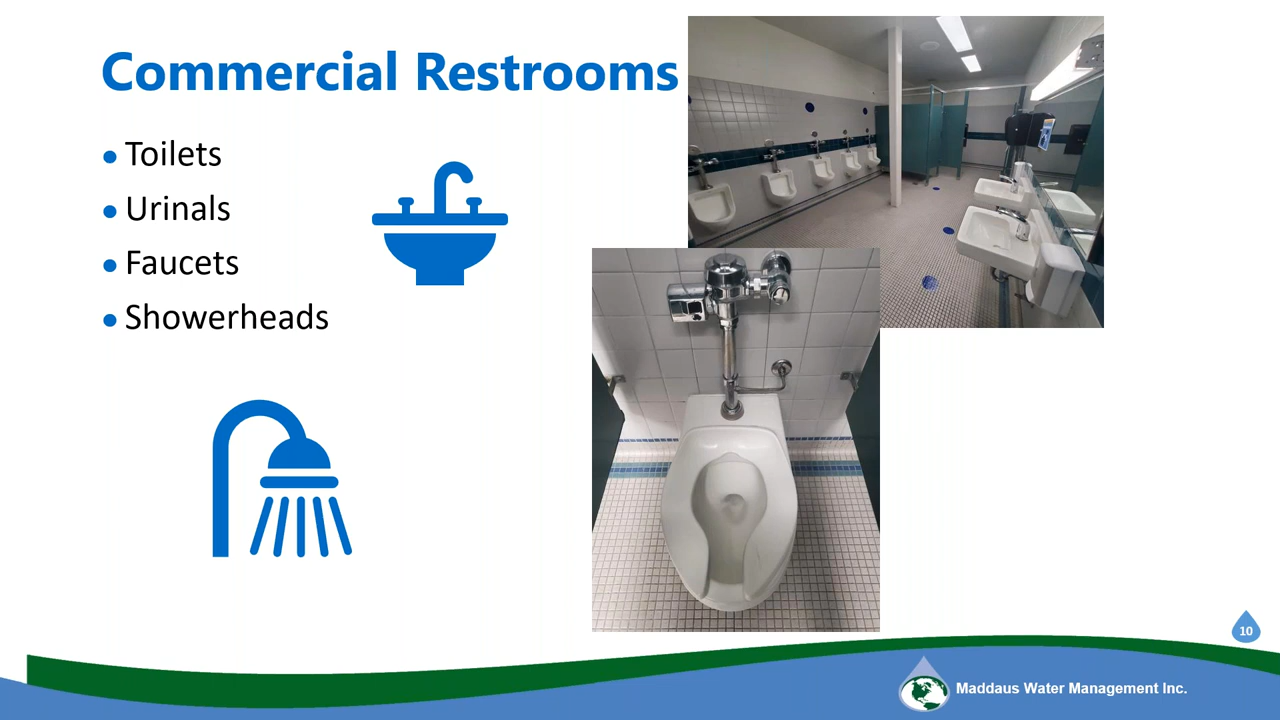 Commercial Restrooms
Toilets
Urinals
Faucets
Showerheads
10
Maddaus Water Management Inc.